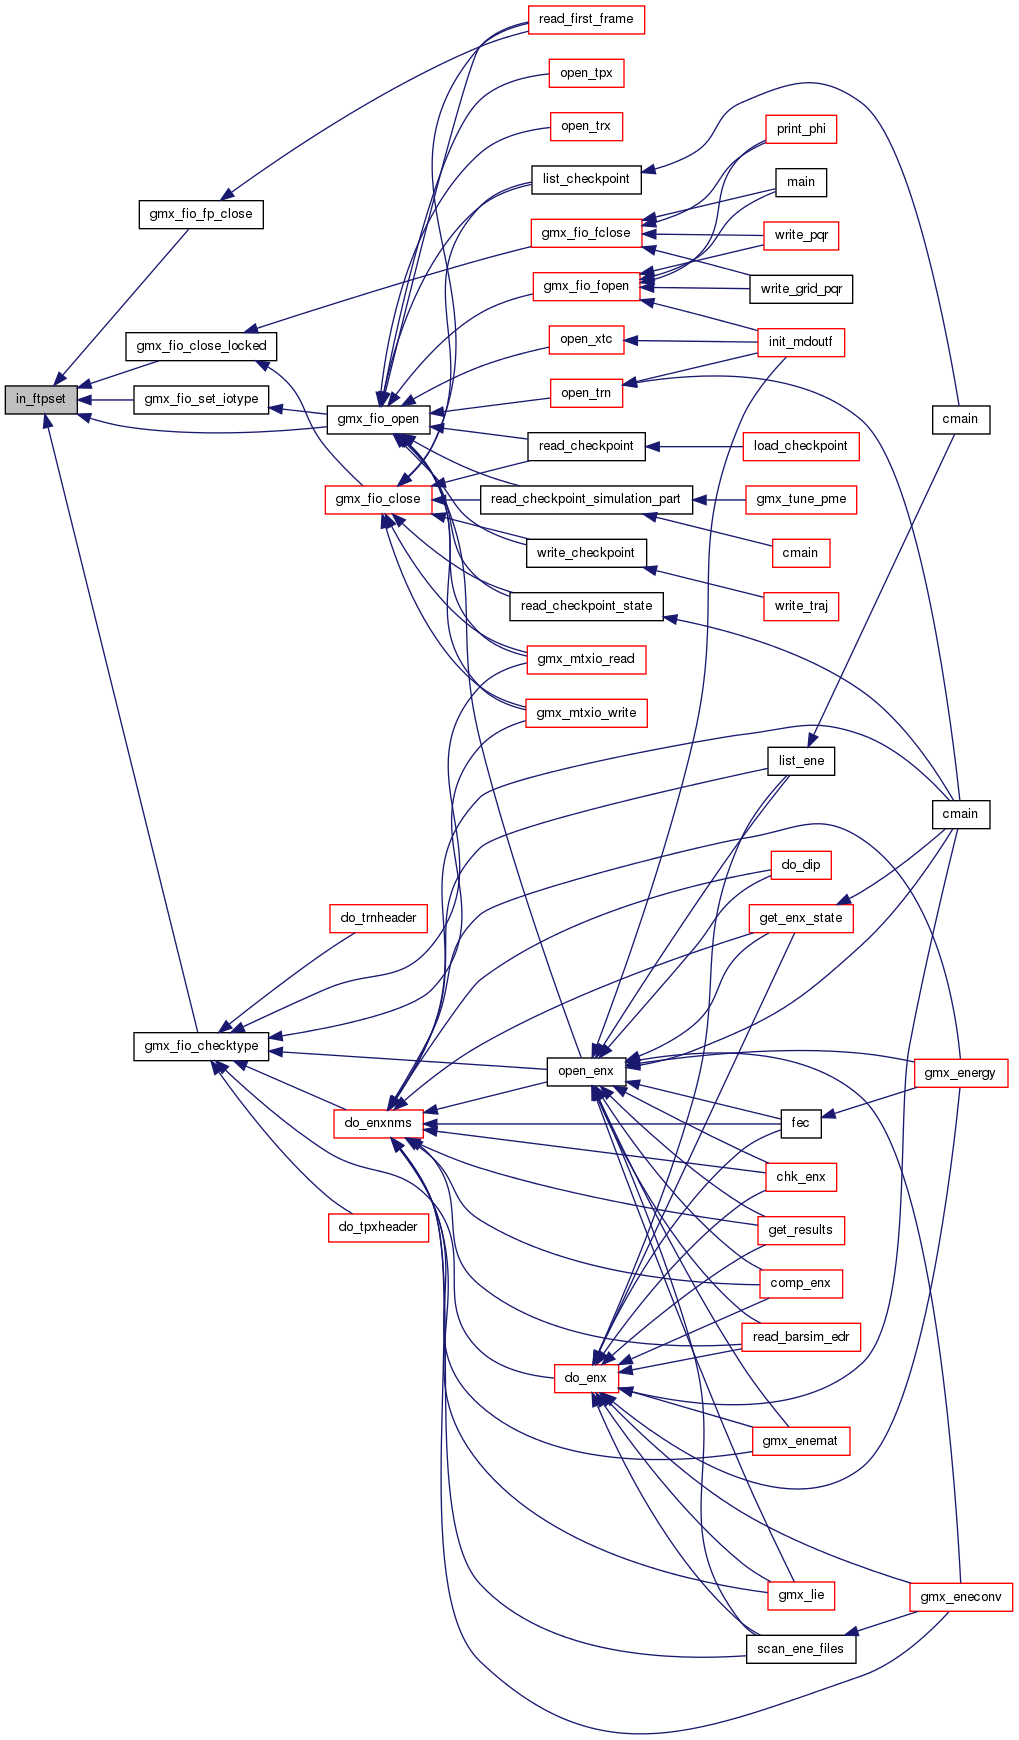 read_first_frame
open_tpx
open_trx
print_phi
list_checkpoint
main
gmx_fio_fp_close
gmx_fio_fclose
write_pqr
gmx_fio_fopen
write_grid_pqr
open_xtc
init_mdoutf
gmx_fio_close_locked
in_ftpset
gmx_fio_set_iotype
open_trn
gmx_fio_open
cmain
read_checkpoint
load_checkpoint
gmx_fio_close
read_checkpoint_simulation_part
gmx_tune_pme
write_checkpoint
cmain
read_checkpoint_state
write_traj
gmx_mtxio_read
gmx_mtxio_write
list_ene
cmain
do_dip
do_trnheader
get_enx_state
gmx_fio_checktype
open_enx
gmx_energy
do_enxnms
fec
chk_enx
do_tpxheader
get_results
comp_enx
read_barsim_edr
do_enx
gmx_enemat
gmx_lie
gmx_eneconv
scan_ene_files